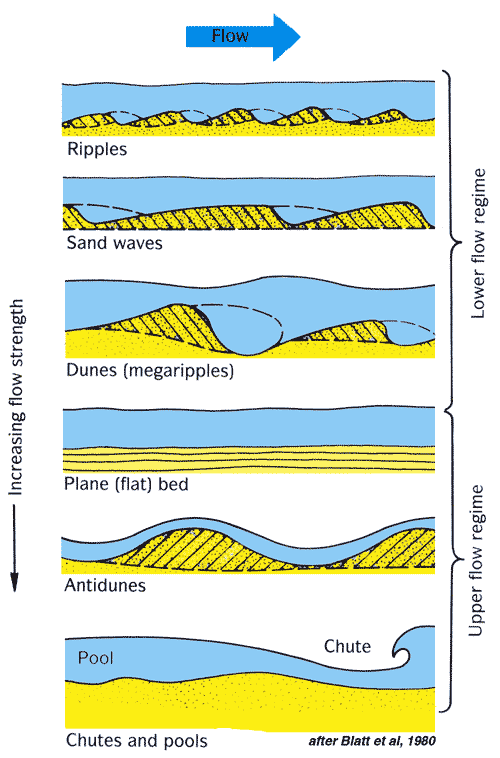 Flow
Ripples
Sand waves
Dunes (megaripples)
Plane (flat) bed
Antidunes
Pool
Chute
Chutes and pools
after Blatt et al, 1980
Increasing flow strength
Lower flow regime
Upper flow regime